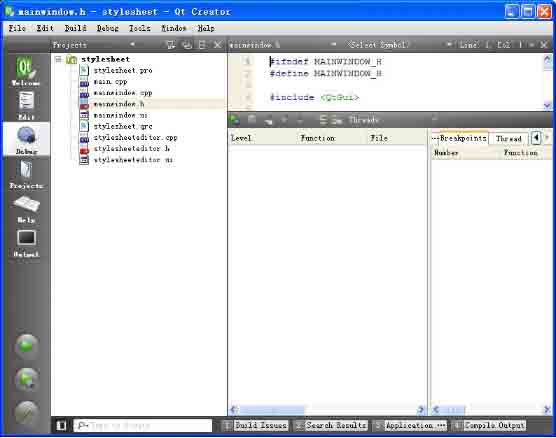 mainwindow.h - stylesheet - Qt Creator
File Edit Build Debug Tools Window Help
Projects
mainwindow.h
(Select Symbol)
Line: 1, Col: 1
Welcome
Edit
Debug
Projects
Help
Output
stylesheet
stylesheet.pro
main.cpp
mainwindow.cpp
mainwindow.h
mainwindow.ui
stylesheet.qrc
stylesheeteditor.cpp
stylesheeteditor.h
stylesheeteditor.ui
1 #ifndef MAINWINDOW_H
2 #define MAINWINDOW_H
3
4 #include <QtGui>
Threads
Level Function File
Breakpoints Thread
Number Function
Type to locate
1 Build Issues 2 Search Results 3 Application ... 4 Compile Output